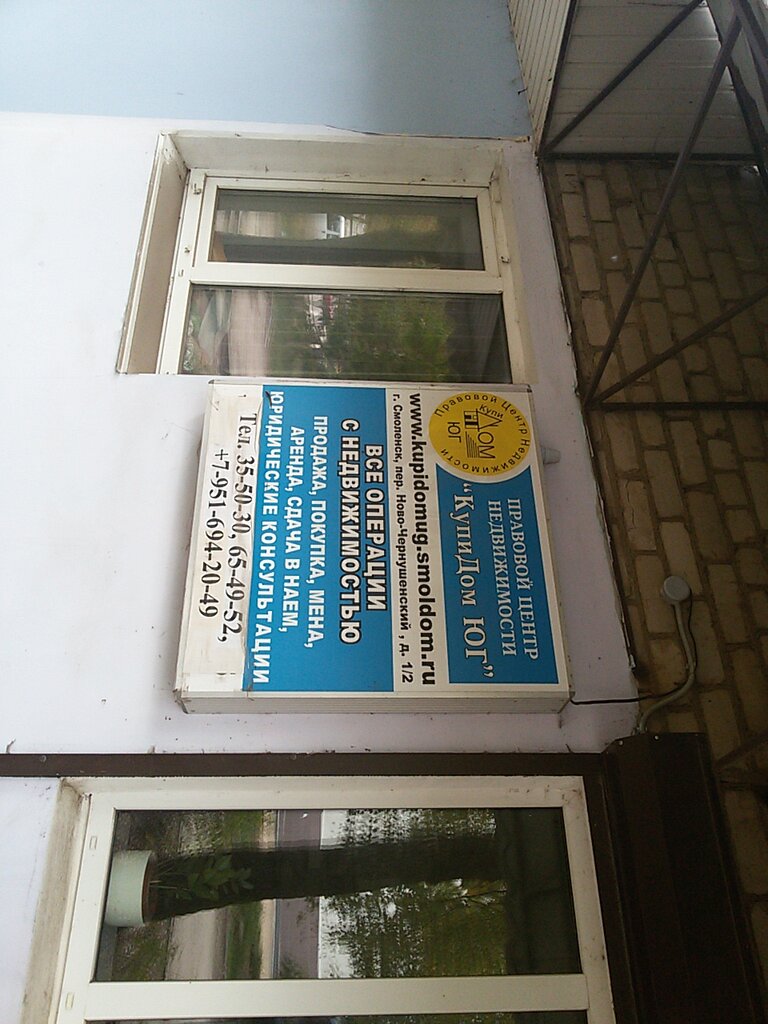 Правовой Центр Недвижимости
Купи
ДОМ
ЮГ
ПРАВОВОЙ ЦЕНТР
НЕДВИЖИМОСТИ
"КупиДом ЮГ"
www.kupidomug.smoldom.ru
г. Смоленск, пер. Ново-Чернушенский , д. 1/2
ВСЕ ОПЕРАЦИИ
С НЕДВИЖИМОСТЬЮ
ПРОДАЖА, ПОКУПКА, МЕНА,
АРЕНДА, СДАЧА В НАЕМ,
ЮРИДИЧЕСКИЕ КОНСУЛЬТАЦИИ
Тел. 35-50-30, 65-49-52,
+7-951-694-20-49